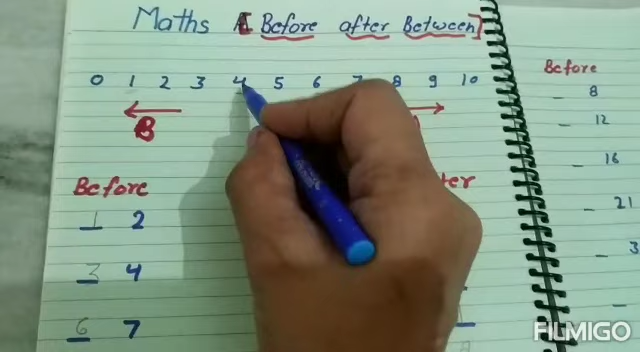 Maths [Before after Between]
0 1 2 3 4 5 6 7 8 9 10
B
Before
1 2
3 4
6 7
Before
_ 8
_ 12
_ 16
_ 21
_ 3
FILMIGO